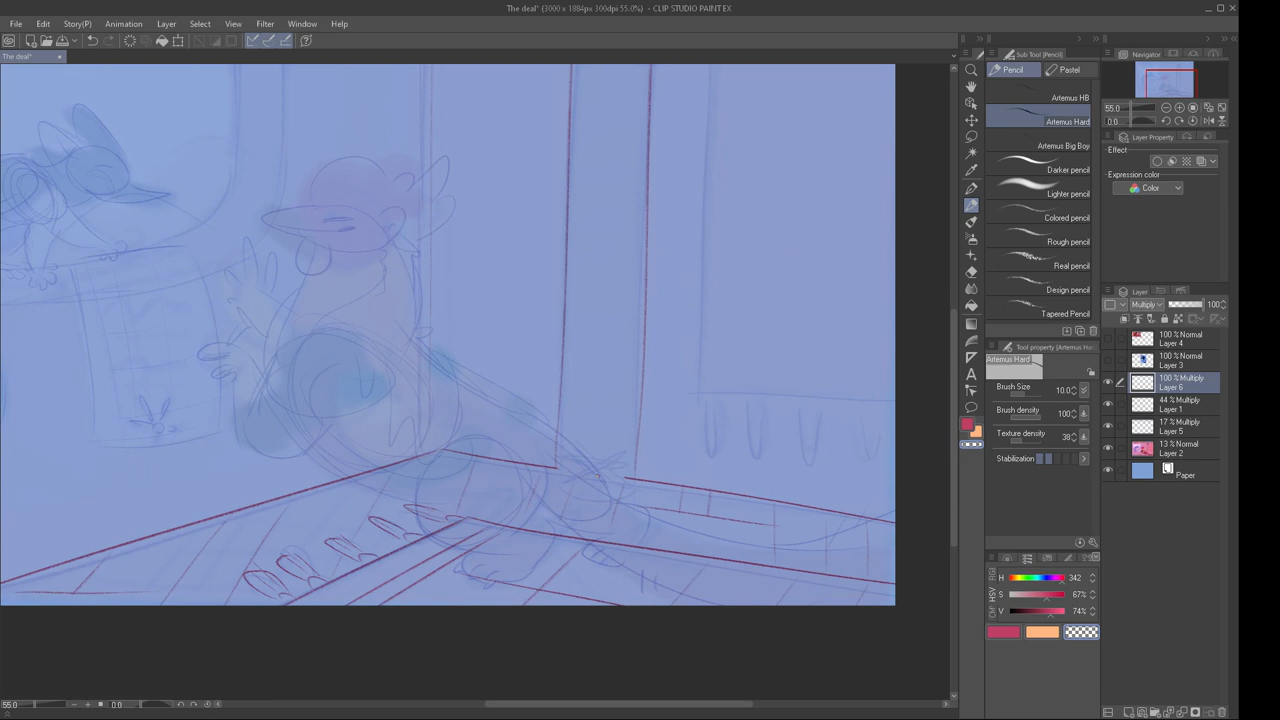 The deal* (3000 x 1884px 300dpi 55.0%) - CLIP STUDIO PAINT EX
File Edit Story(P) Animation Layer Select View Filter Window Help
The deal*
Sub Tool [Pencil]
Pencil Pastel
Artemus HB
Artemus Hard
Artemus Big Boy
Darker pencil
Lighter pencil
Colored pencil
Rough pencil
Real pencil
Design pencil
Tapered Pencil
Tool property [Artemus Ha
Artemus Hard
Brush Size 10.0
Brush density 100
Texture density 38
Stabilization
H 342
S 67%
V 74%
Navigator
55.0
0.0
Layer Property
Effect
Expression color
Color
Layer
Multiply 100
100 % Normal
Layer 4
100 % Normal
Layer 3
100 % Multiply
Layer 6
44 % Multiply
Layer 1
17 % Multiply
Layer 5
13 % Normal
Layer 2
Paper
55.0 0.0